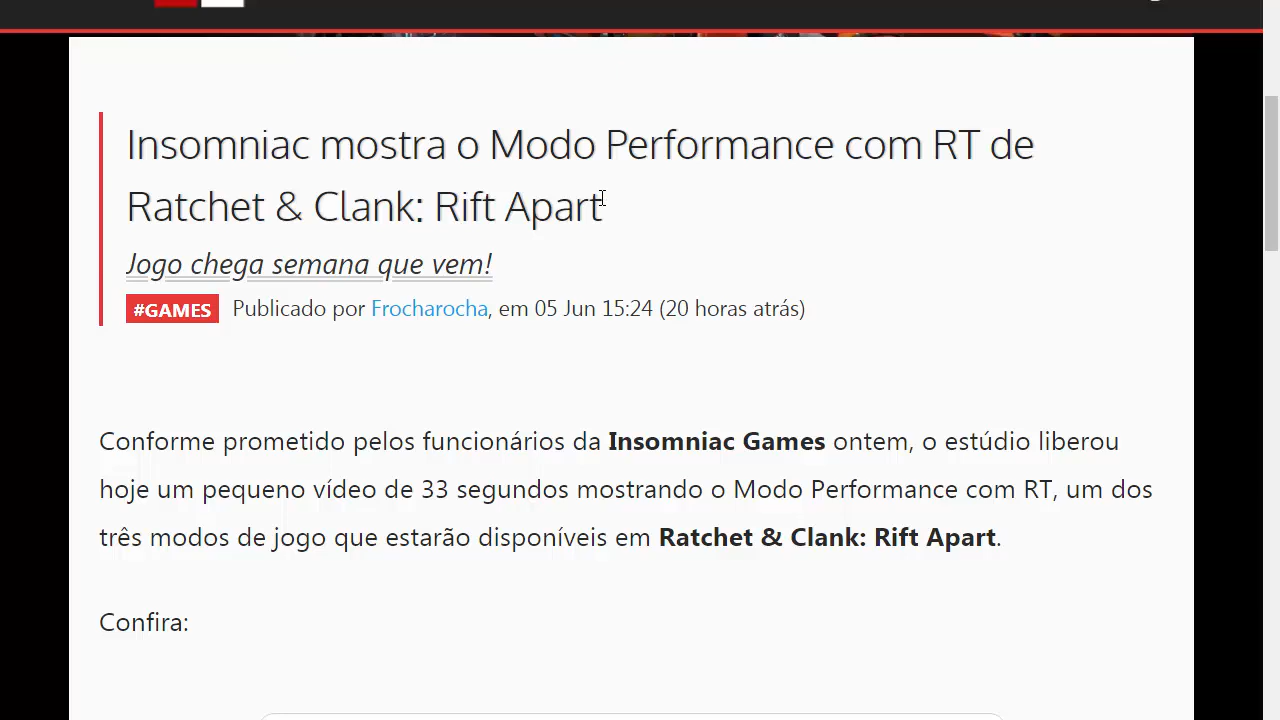 Insomniac mostra o Modo Performance com RT de
Ratchet & Clank: Rift Apart
Jogo chega semana que vem!
#GAMES Publicado por Frocharocha, em 05 Jun 15:24 (20 horas atrás)
Conforme prometido pelos funcionários da Insomniac Games ontem, o estúdio liberou
hoje um pequeno vídeo de 33 segundos mostrando o Modo Performance com RT, um dos
três modos de jogo que estarão disponíveis em Ratchet & Clank: Rift Apart.
Confira: